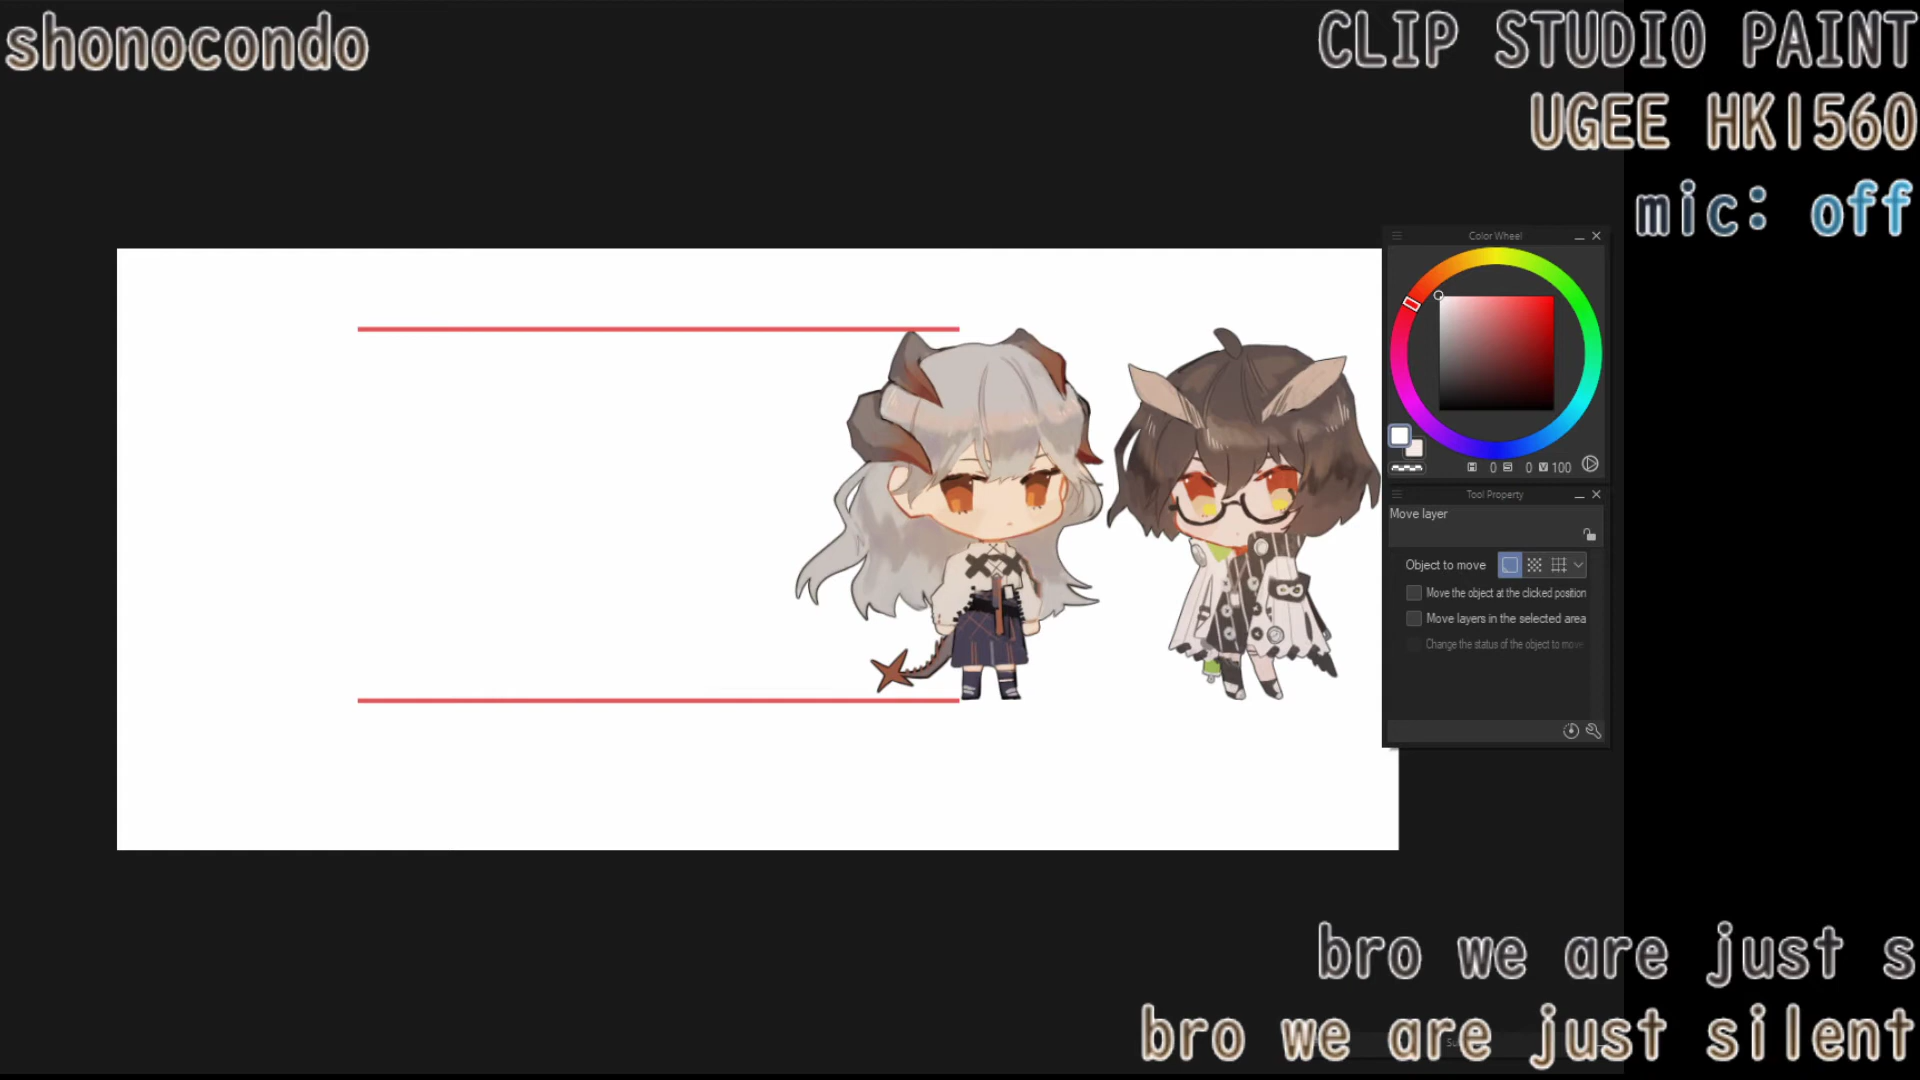 shonocondo
CLIP STUDIO PAINT
UGEE HK1560
mic: off
Color Wheel
H 0 S 0 V 100
Tool Property
Move layer
Object to move
Move the object at the clicked position
Move layers in the selected area
Change the status of the object to move
bro we are just s
bro we are just silent